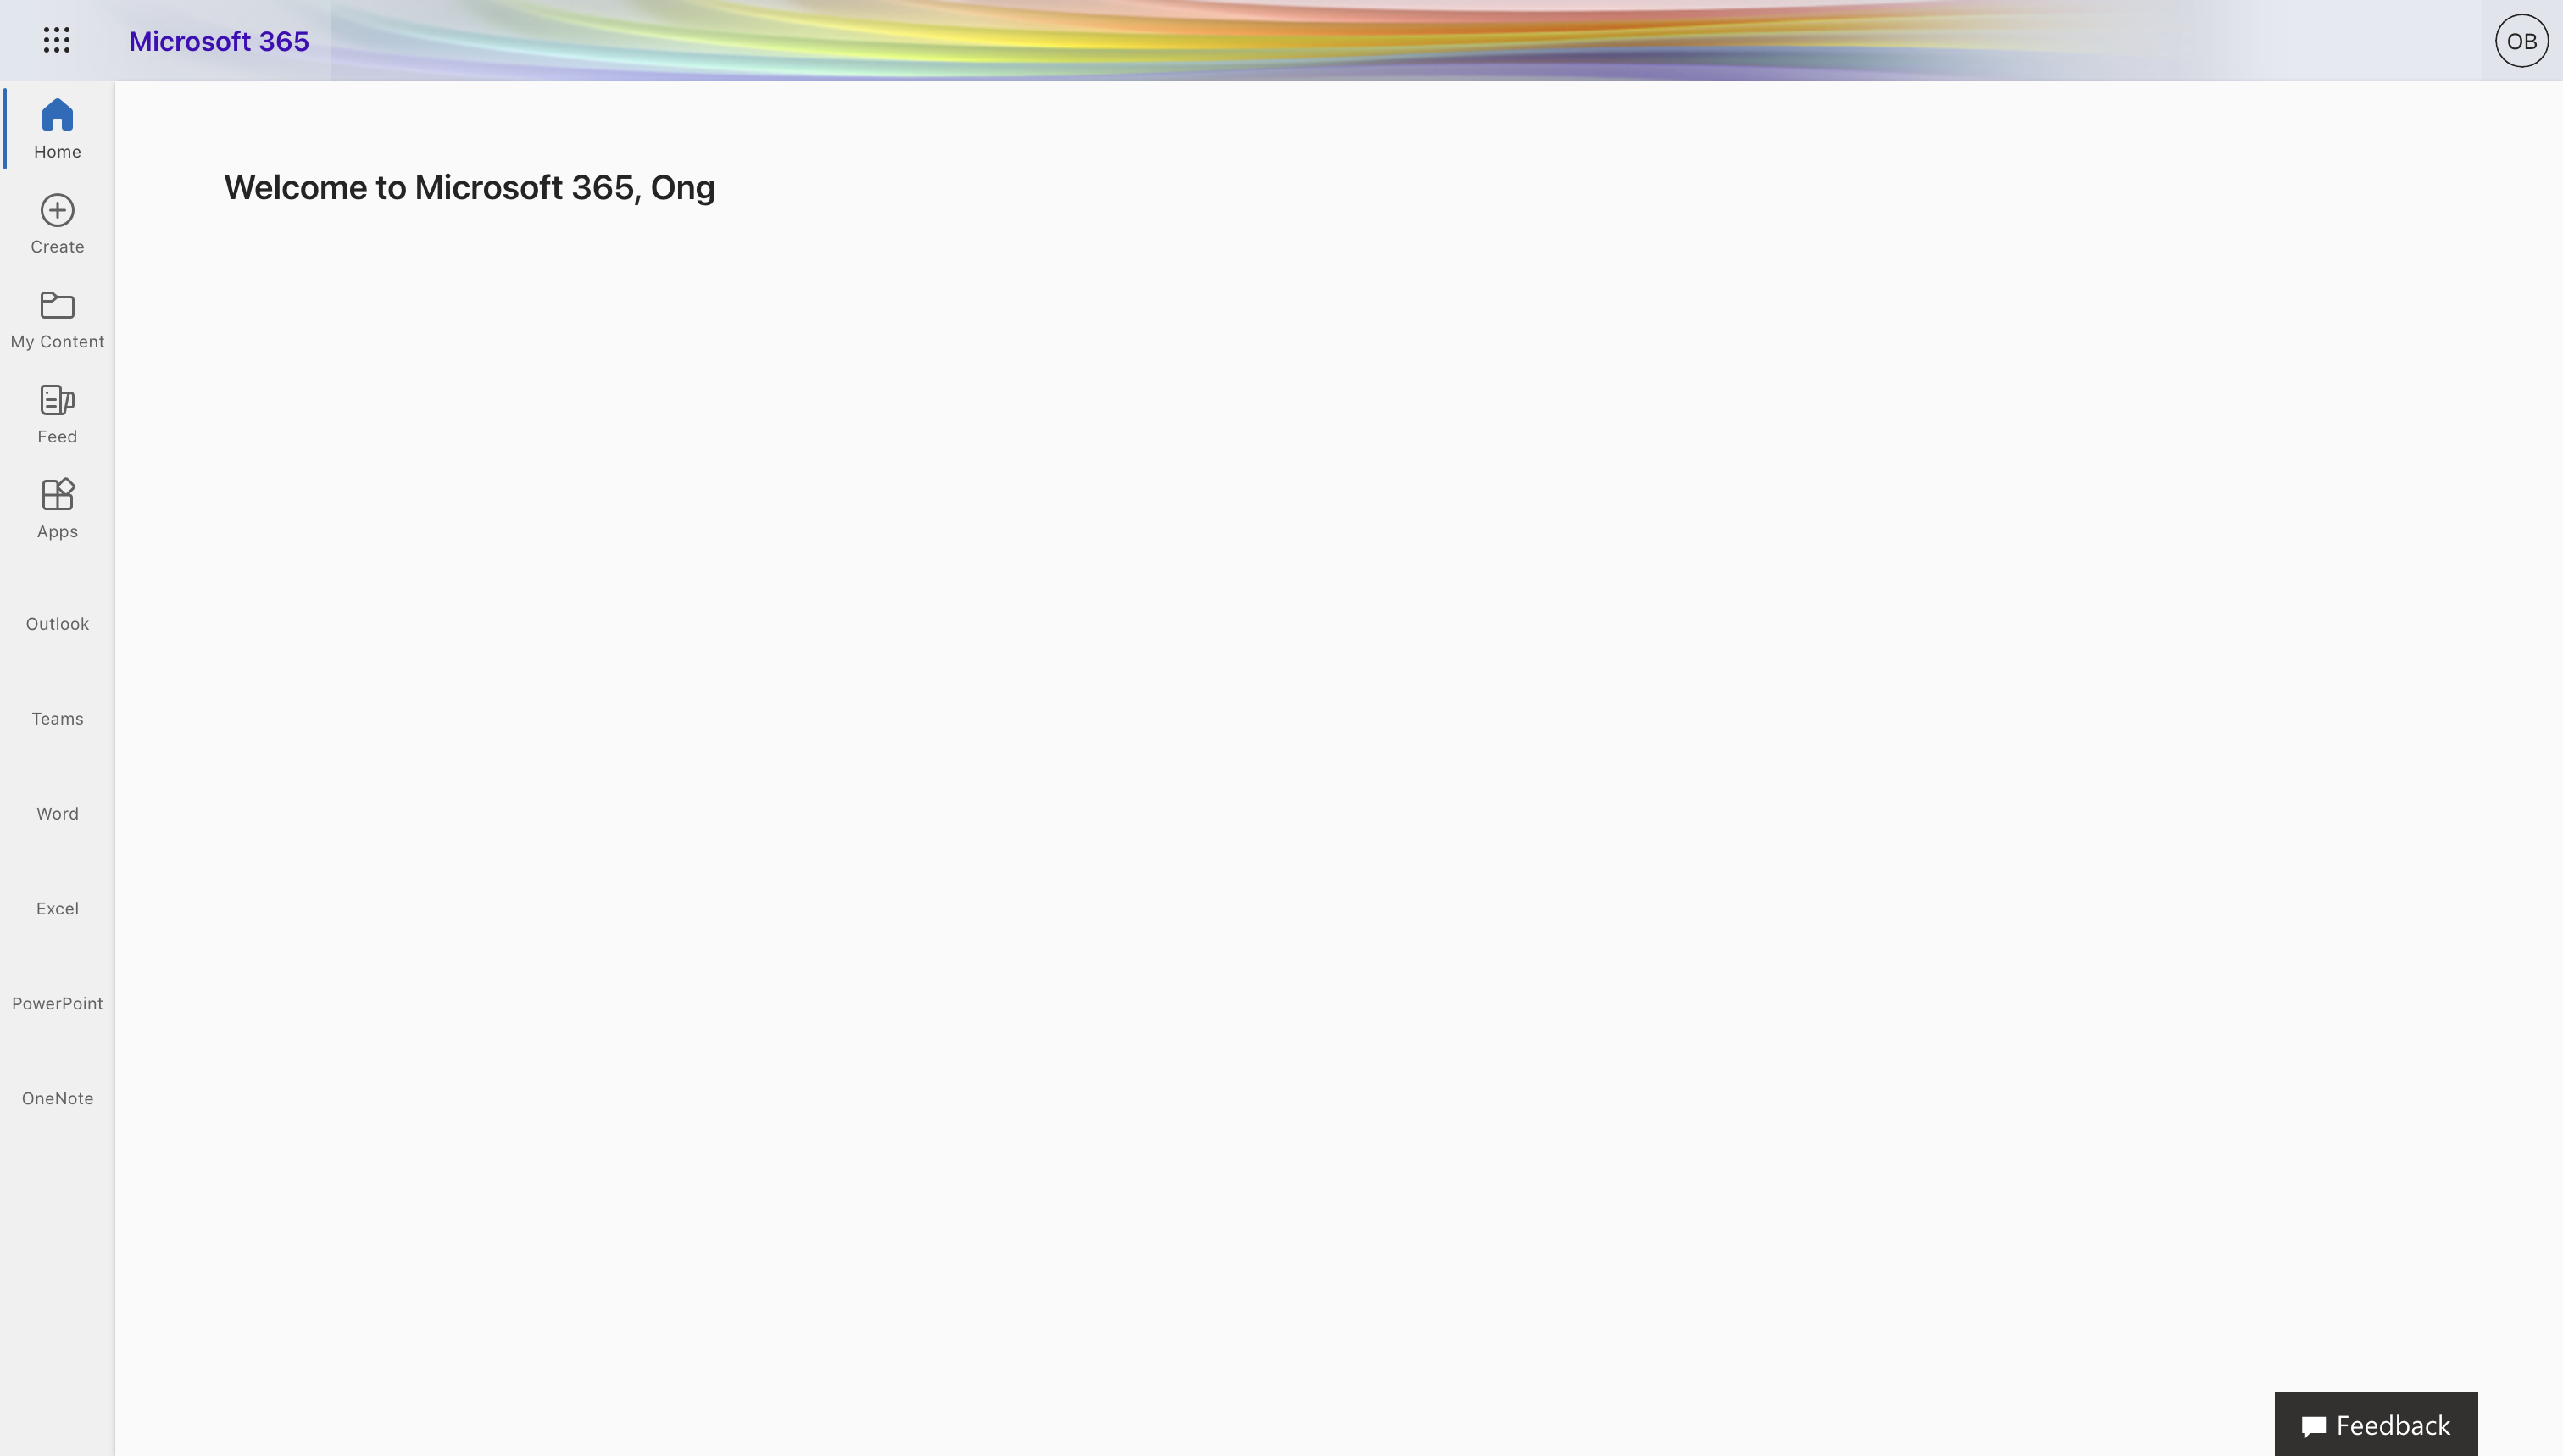 Microsoft 365
OB
Home
Create
My Content
Feed
Apps
Outlook
Teams
Word
Excel
PowerPoint
OneNote
Welcome to Microsoft 365, Ong
Feedback